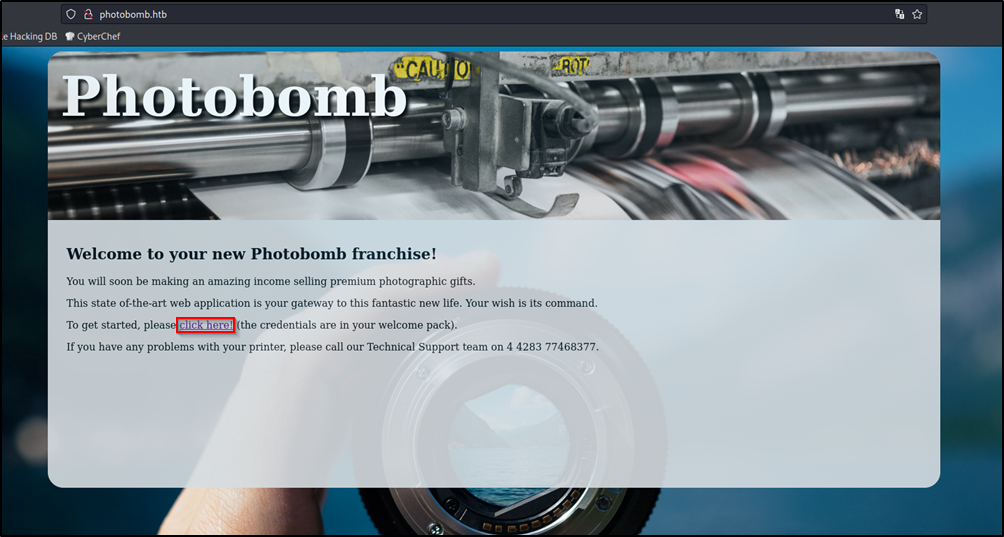 photobomb.htb
e Hacking DB CyberChef
"CAUTIO
ROT
Photobomb
Welcome to your new Photobomb franchise!
You will soon be making an amazing income selling premium photographic gifts.
This state of-the-art web application is your gateway to this fantastic new life. Your wish is its command.
To get started, please click here! (the credentials are in your welcome pack).
If you have any problems with your printer, please call our Technical Support team on 4 4283 77468377.